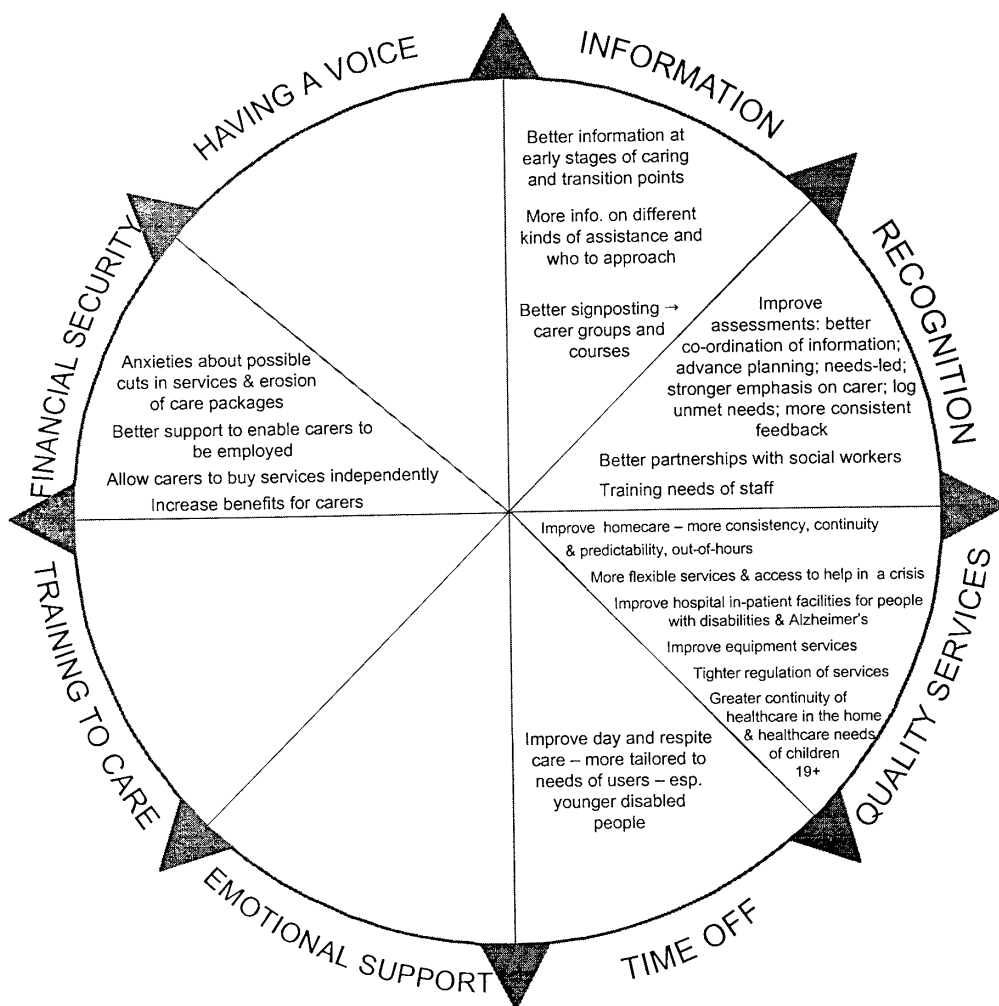 HAVING A VOICE
INFORMATION
Better information at
early stages of caring
and transition points
More info. on different
kinds of assistance and
who to approach
Better signposting →
carer groups and
courses
RECOGNITION
Improve
assessments: better
co-ordination of information;
advance planning; needs-led;
stronger emphasis on carer; log
unmet needs; more consistent
feedback
Better partnerships with social workers
Training needs of staff
QUALITY SERVICES
Improve homecare – more consistency, continuity
& predictability, out-of-hours
More flexible services & access to help in a crisis
Improve hospital in-patient facilities for people
with disabilities & Alzheimer's
Improve equipment services
Tighter regulation of services
Greater continuity of
healthcare in the home
& healthcare needs
of children
19+
TIME OFF
Improve day and respite
care – more tailored to
needs of users – esp.
younger disabled
people
EMOTIONAL SUPPORT
TRAINING TO CARE
FINANCIAL SECURITY
Anxieties about possible
cuts in services & erosion
of care packages
Better support to enable carers to
be employed
Allow carers to buy services independently
Increase benefits for carers